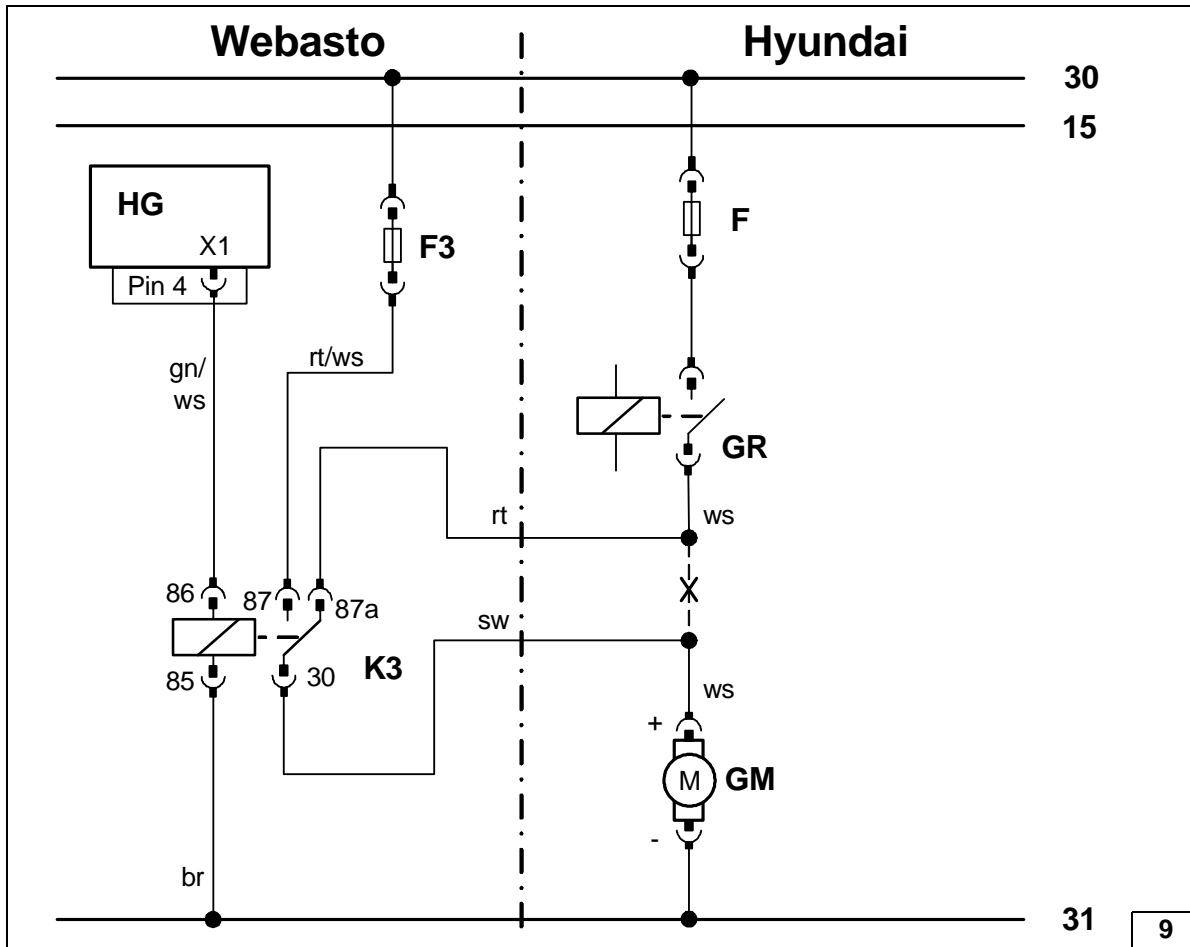 Webasto Hyundai
30
15
HG
X1
Pin 4
F3
F
gn/
ws
rt/ws
GR
rt
ws
86
87
87a
sw
85
30
K3
ws
+
M
GM
-
br
31
9